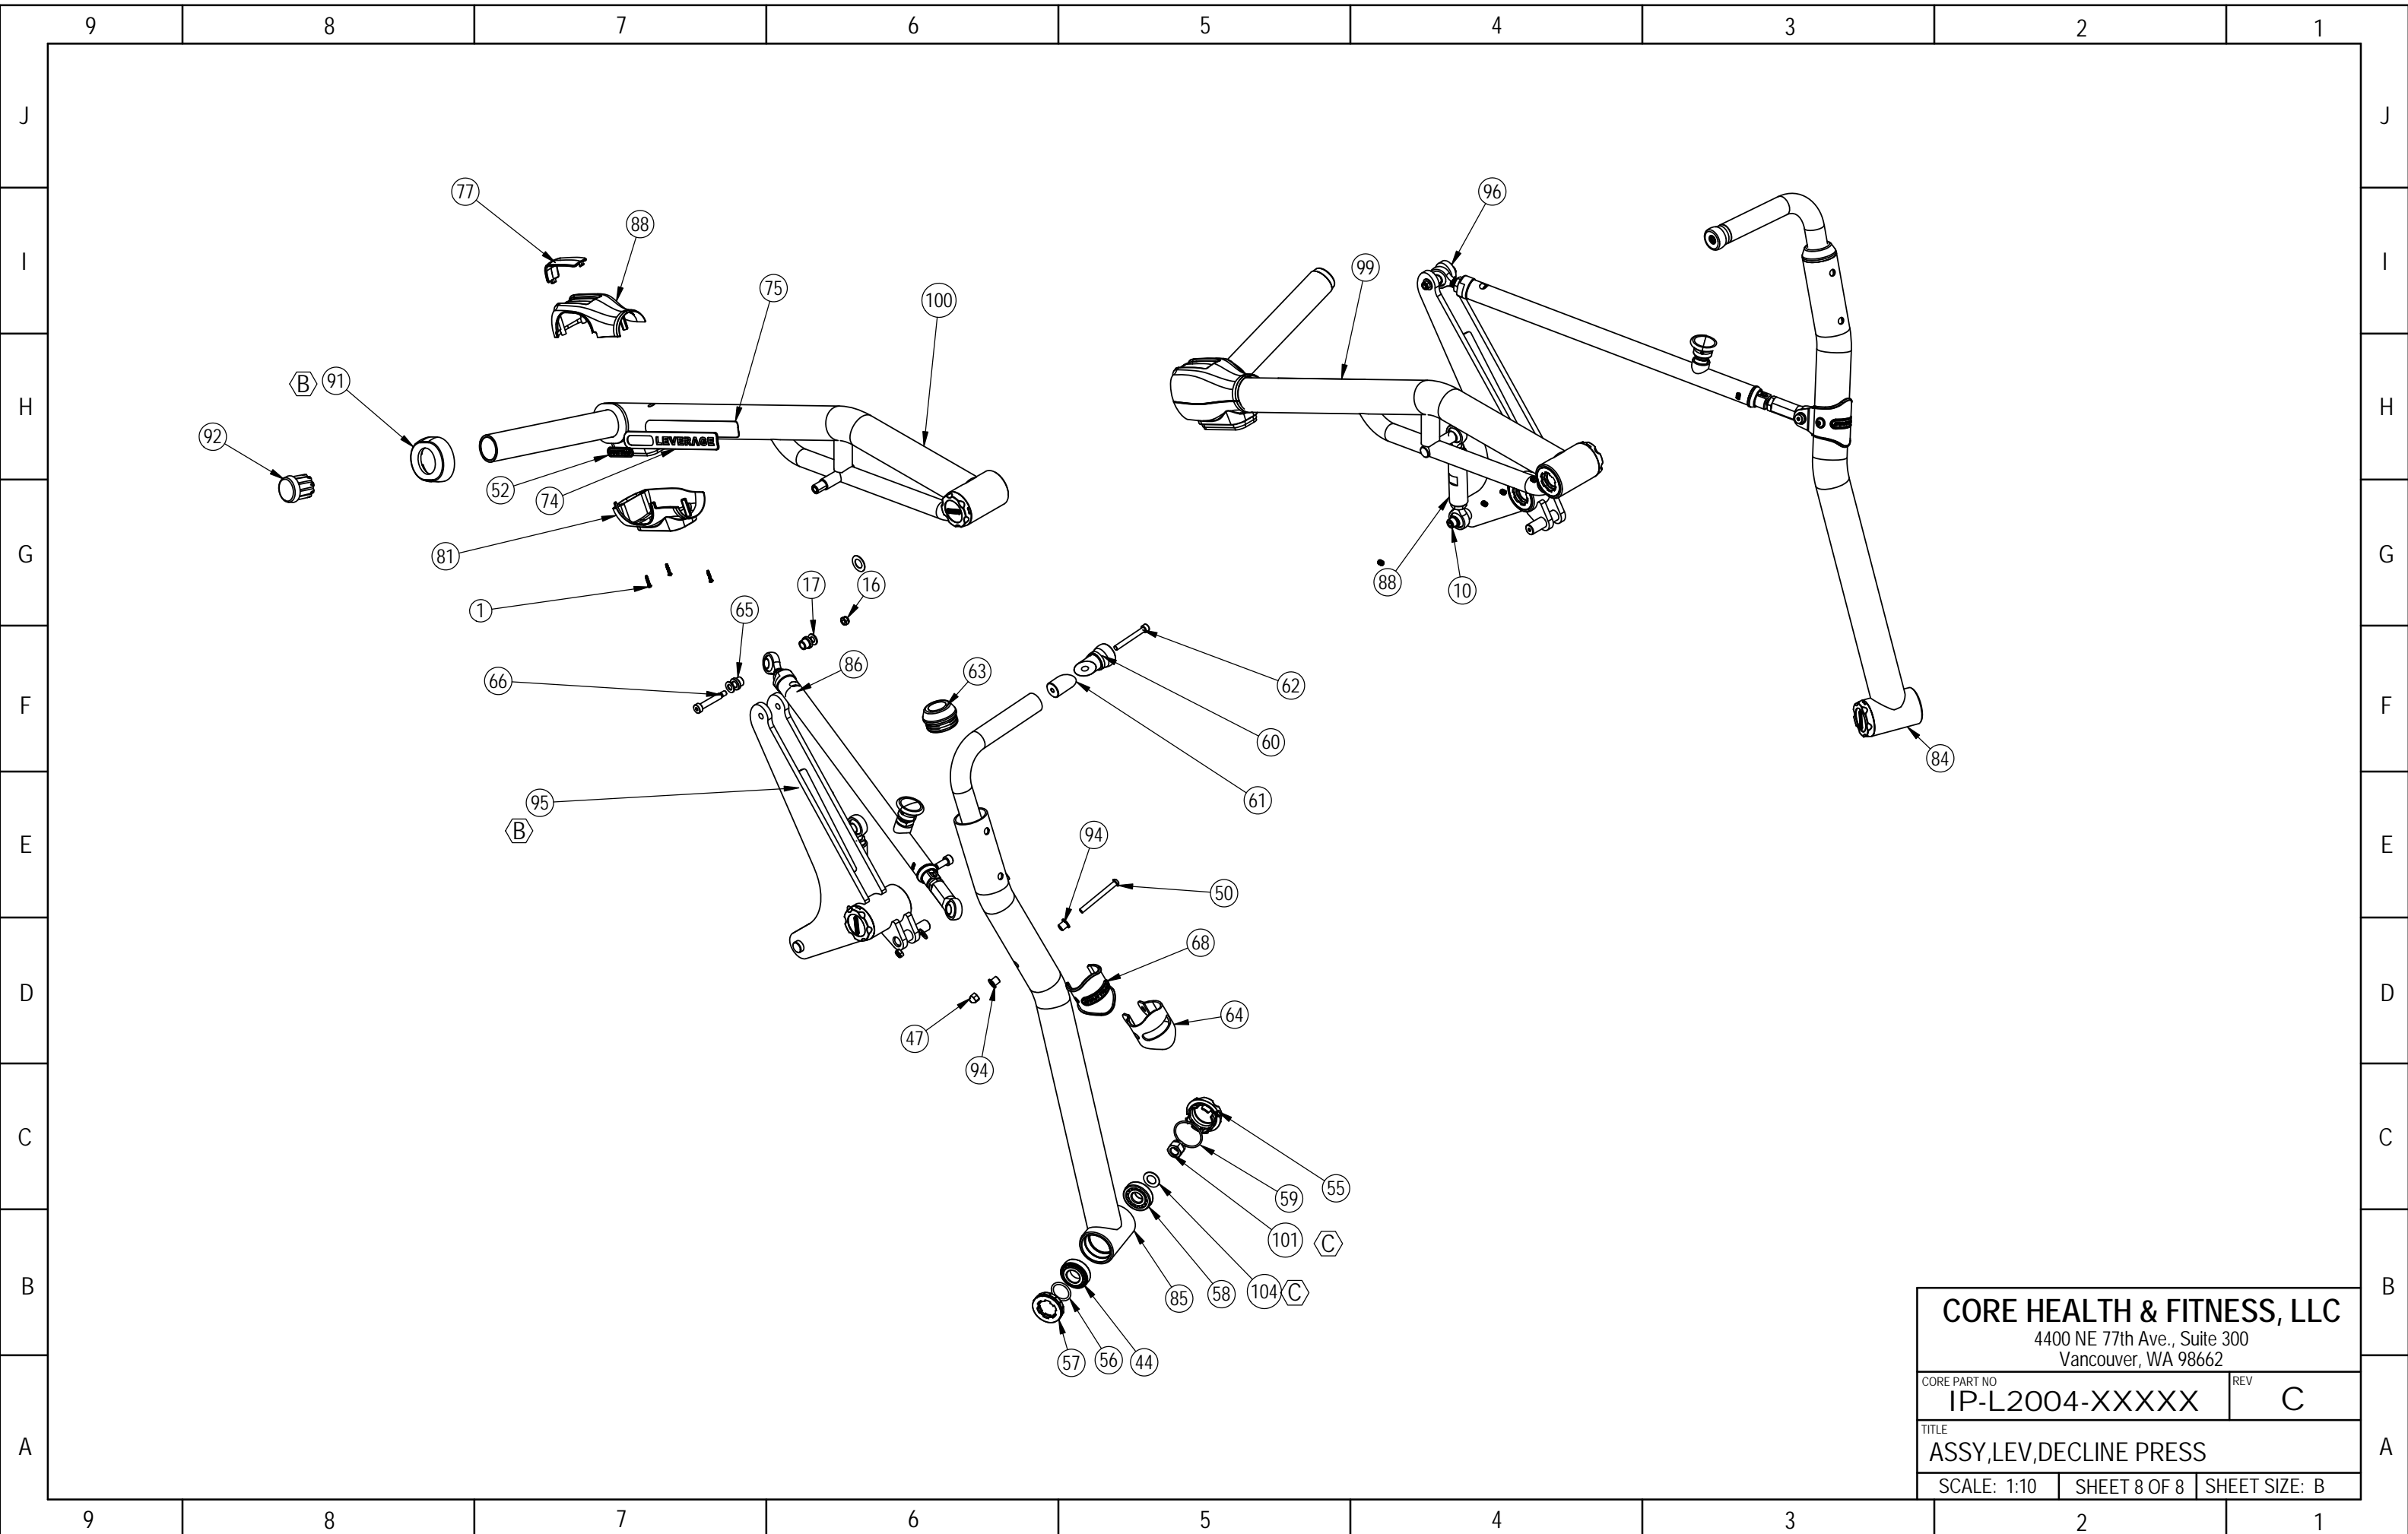 9 8 7 6 5 4 3 2 1
J J
77
88
96
I I
75
100
99
B 91
H H
92
LEVERAGE
52
74
81
G G
1
17
16
88
10
65
66
86
63
62
F F
60
84
61
95
B
E E
94
50
68
D D
64
47
94
C C
55
59
101 C
B B
85
58
104 C
57
56
44
CORE HEALTH & FITNESS, LLC
4400 NE 77th Ave., Suite 300
Vancouver, WA 98662
CORE PART NO
IP-L2004-XXXXX
REV
C
TITLE
ASSY,LEV,DECLINE PRESS
A A
SCALE: 1:10 SHEET 8 OF 8 SHEET SIZE: B
9 8 7 6 5 4 3 2 1